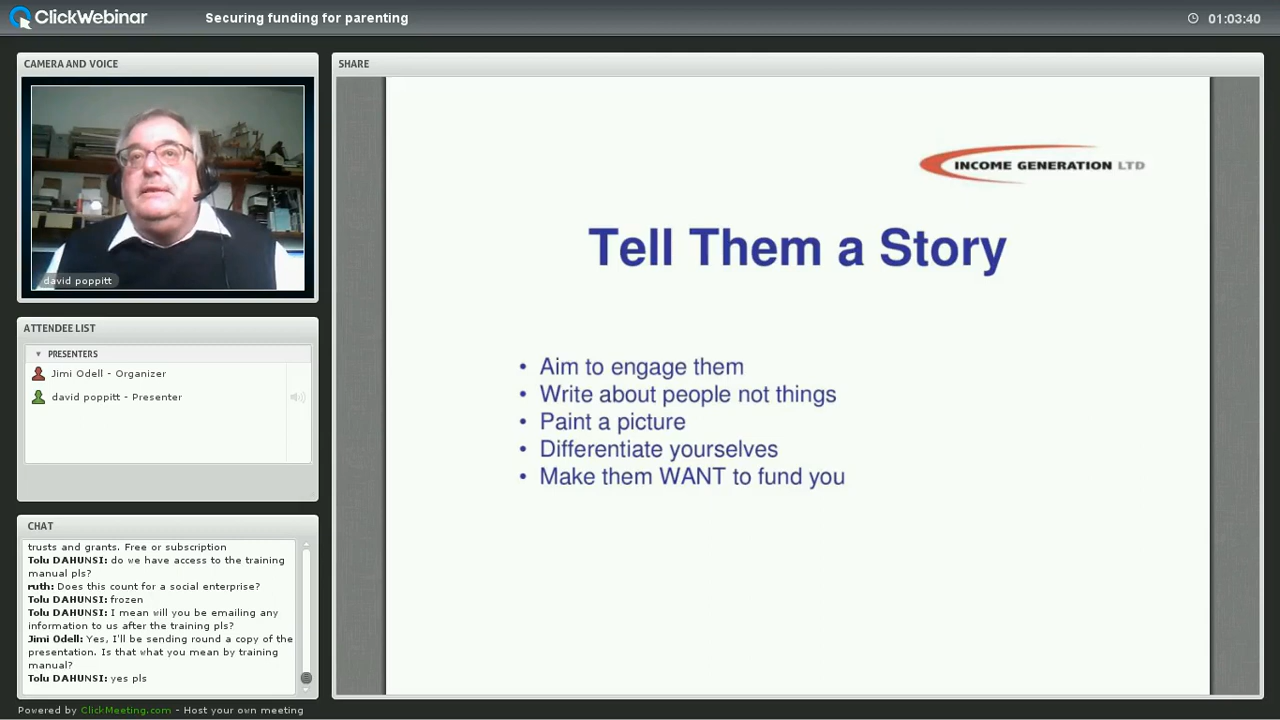 ClickWebinar
Securing funding for parenting
01:03:40
CAMERA AND VOICE
david poppitt
ATTENDEE LIST
PRESENTERS
Jimi Odell - Organizer
david poppitt - Presenter
CHAT
trusts and grants. Free or subscription
Tolu DAHUNSI: do we have access to the training
manual pls?
ruth: Does this count for a social enterprise?
Tolu DAHUNSI: frozen
Tolu DAHUNSI: I mean will you be emailing any
information to us after the training pls?
Jimi Odell: Yes, I'll be sending round a copy of the
presentation. Is that what you mean by training
manual?
Tolu DAHUNSI: yes pls
Powered by ClickMeeting.com - Host your own meeting
SHARE
INCOME GENERATION LTD
Tell Them a Story
• Aim to engage them
• Write about people not things
• Paint a picture
• Differentiate yourselves
• Make them WANT to fund you